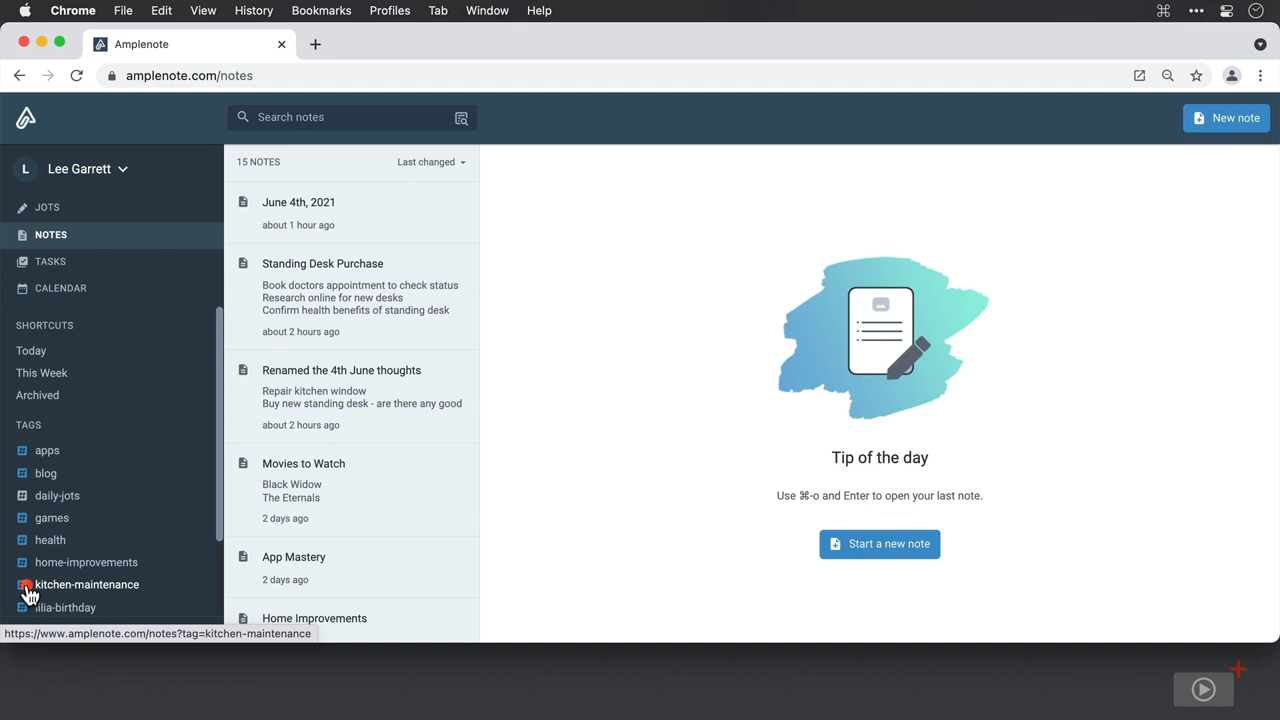 Chrome File Edit View History Bookmarks Profiles Tab Window Help
Amplenote
amplenote.com/notes
Search notes
New note
L Lee Garrett
JOTS
NOTES
TASKS
CALENDAR
SHORTCUTS
Today
This Week
Archived
TAGS
apps
blog
daily-jots
games
health
home-improvements
kitchen-maintenance
https://www.amplenote.com/notes?tag=kitchen-maintenance
15 NOTES Last changed
June 4th, 2021
about 1 hour ago
Standing Desk Purchase
Book doctors appointment to check status
Research online for new desks
Confirm health benefits of standing desk
about 2 hours ago
Renamed the 4th June thoughts
Repair kitchen window
Buy new standing desk - are there any good
about 2 hours ago
Movies to Watch
Black Widow
The Eternals
2 days ago
App Mastery
2 days ago
Home Improvements
Tip of the day
Use ⌘-o and Enter to open your last note.
Start a new note